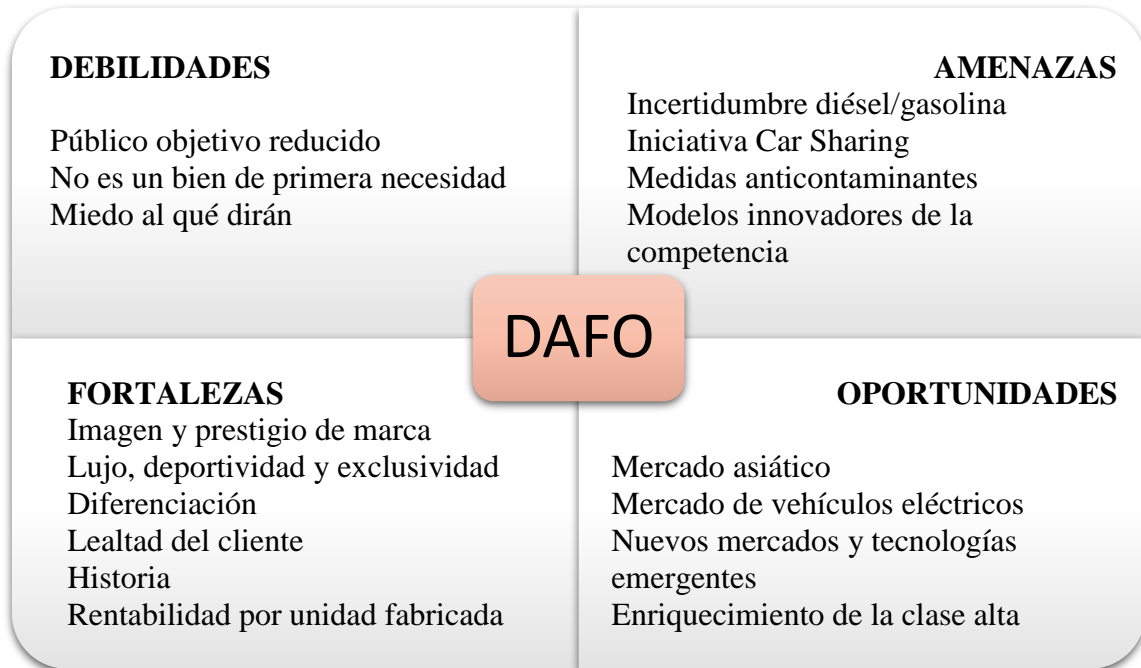 DEBILIDADES
Público objetivo reducido
No es un bien de primera necesidad
Miedo al qué dirán
AMENAZAS
Incertidumbre diésel/gasolina
Iniciativa Car Sharing
Medidas anticontaminantes
Modelos innovadores de la
competencia
DAFO
FORTALEZAS
Imagen y prestigio de marca
Lujo, deportividad y exclusividad
Diferenciación
Lealtad del cliente
Historia
Rentabilidad por unidad fabricada
OPORTUNIDADES
Mercado asiático
Mercado de vehículos eléctricos
Nuevos mercados y tecnologías
emergentes
Enriquecimiento de la clase alta